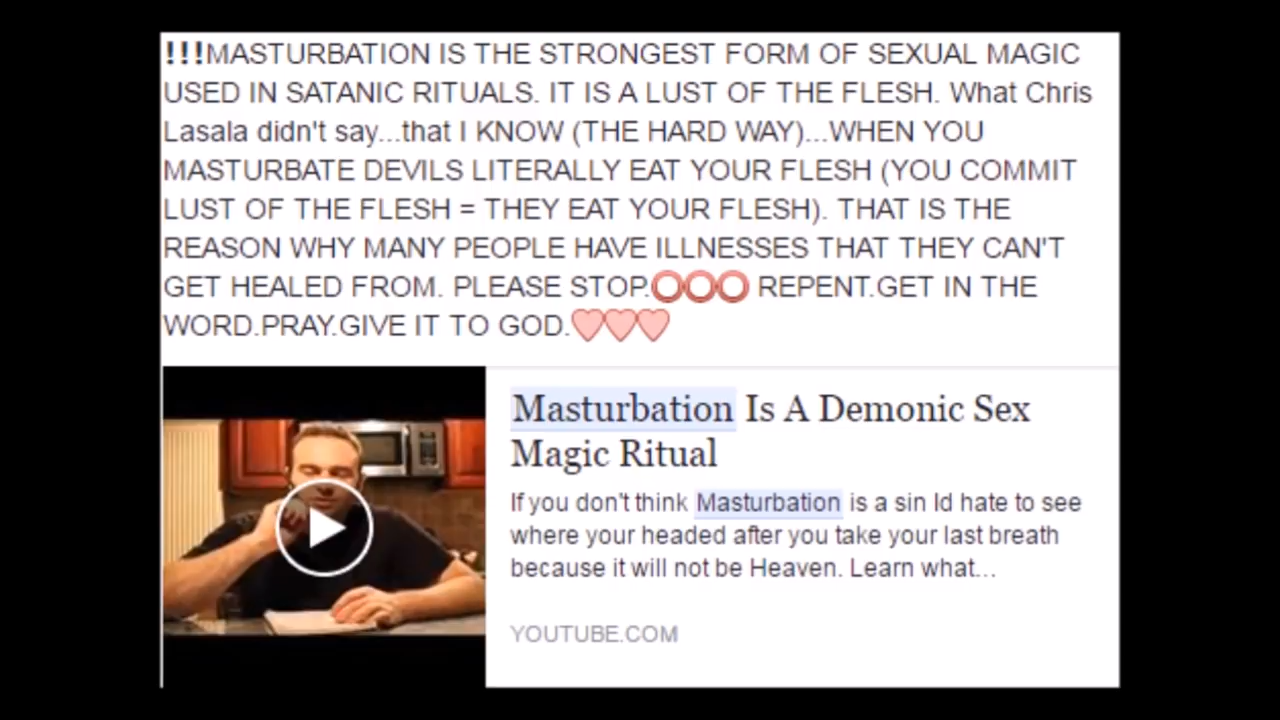 !!!MASTURBATION IS THE STRONGEST FORM OF SEXUAL MAGIC
USED IN SATANIC RITUALS. IT IS A LUST OF THE FLESH. What Chris
Lasala didn't say...that I KNOW (THE HARD WAY)...WHEN YOU
MASTURBATE DEVILS LITERALLY EAT YOUR FLESH (YOU COMMIT
LUST OF THE FLESH = THEY EAT YOUR FLESH). THAT IS THE
REASON WHY MANY PEOPLE HAVE ILLNESSES THAT THEY CAN'T
GET HEALED FROM. PLEASE STOP.⭕⭕⭕ REPENT.GET IN THE
WORD.PRAY.GIVE IT TO GOD.♥♥♥
Masturbation Is A Demonic Sex
Magic Ritual
If you don't think Masturbation is a sin Id hate to see
where your headed after you take your last breath
because it will not be Heaven. Learn what...
YOUTUBE.COM